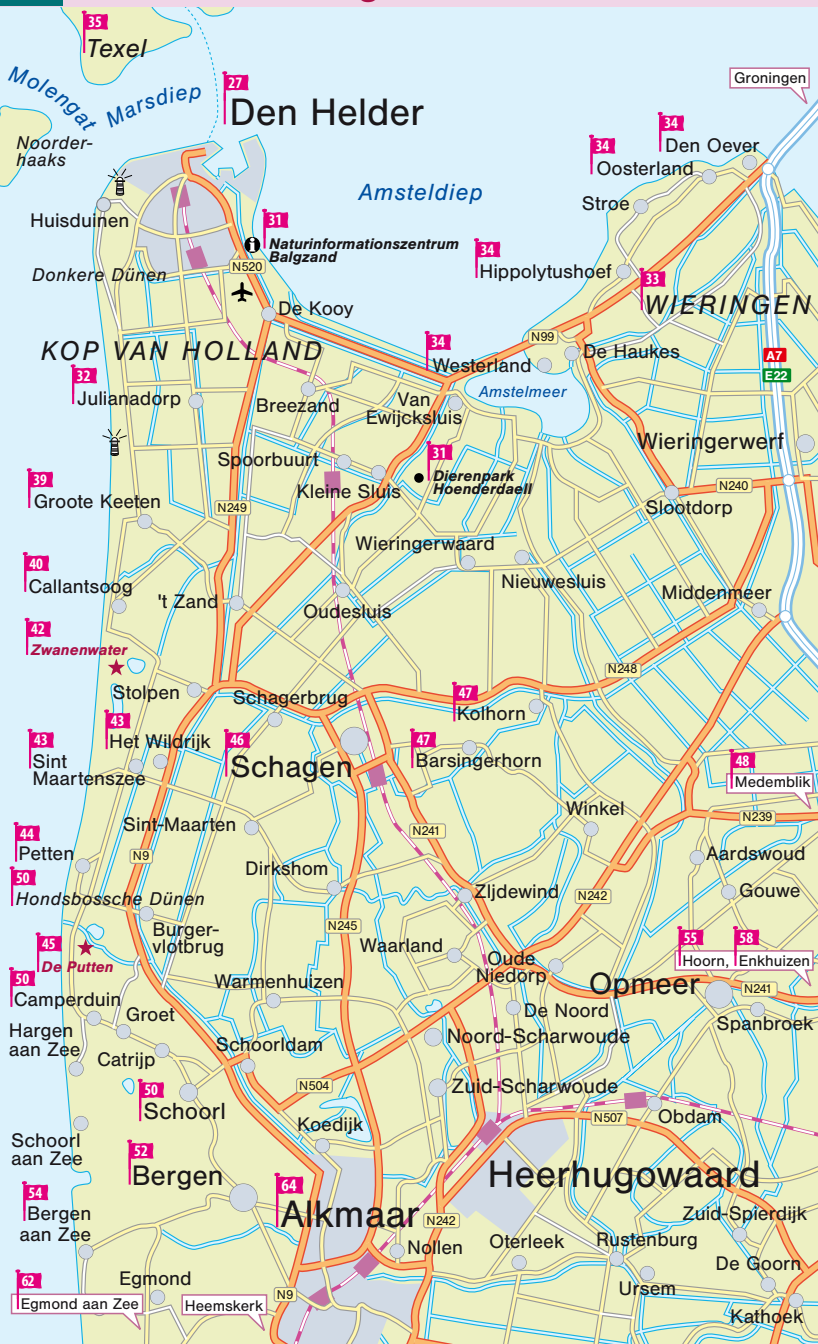 35
Texel
Molengat
Marsdiep
27
Den Helder
Groningen
Noorder-
haaks
34
Den Oever
34
Oosterland
Amsteldiep
Stroe
Huisduinen
31
Naturinformationszentrum
Balgzand
34
Hippolytushoef
Donkere Dünen
N520
33
WIERINGEN
De Kooy
KOP VAN HOLLAND
34
Westerland
N99
De Haukes
A7
E22
32
Julianadorp
Breezand
Van
Ewijcksluis
Amstelmeer
Wieringerwerf
Spoorbuurt
31
Dierenpark
Hoenderdaell
Kleine Sluis
39
Groote Keeten
N249
N240
Slootdorp
Wieringerwaard
40
Callantsoog
't Zand
Oudesluis
Nieuwesluis
Middenmeer
42
Zwanenwater
N248
Stolpen
Schagerbrug
47
Kolhorn
43
Het Wildrijk
43
Sint
Maartenszee
46
Schagen
47
Barsingerhorn
48
Medemblik
Winkel
Sint-Maarten
N241
N239
44
Petten
N9
Aardswoud
Dirkshorn
50
Hondsbossche Dünen
Zijdewind
N242
Gouwe
Burger-
vlotbrug
N245
Waarland
45
De Putten
55
Hoorn,
58
Enkhuizen
Oude
Niedorp
50
Camperduin
Warmenhuizen
Opmeer
N241
Groet
De Noord
Spanbroek
Hargen
aan Zee
Catrijp
Schoorldam
Noord-Scharwoude
50
Schoorl
N504
Zuid-Scharwoude
Koedijk
N507
Obdam
Schoorl
aan Zee
52
Bergen
Heerhugowaard
54
Bergen
aan Zee
64
Alkmaar
N242
Zuid-Spierdijk
Nollen
Oterleek
Rustenburg
De Goorn
62
Egmond aan Zee
Egmond
Heemskerk
N9
Ursem
Kathoek